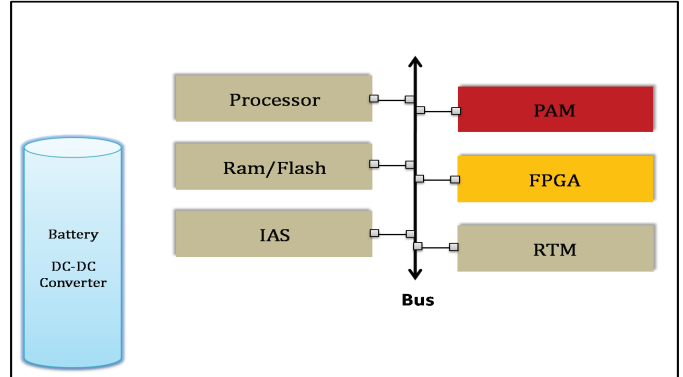 Processor
PAM
Ram/Flash
FPGA
Battery
IAS
RTM
DC-DC
Converter
Bus